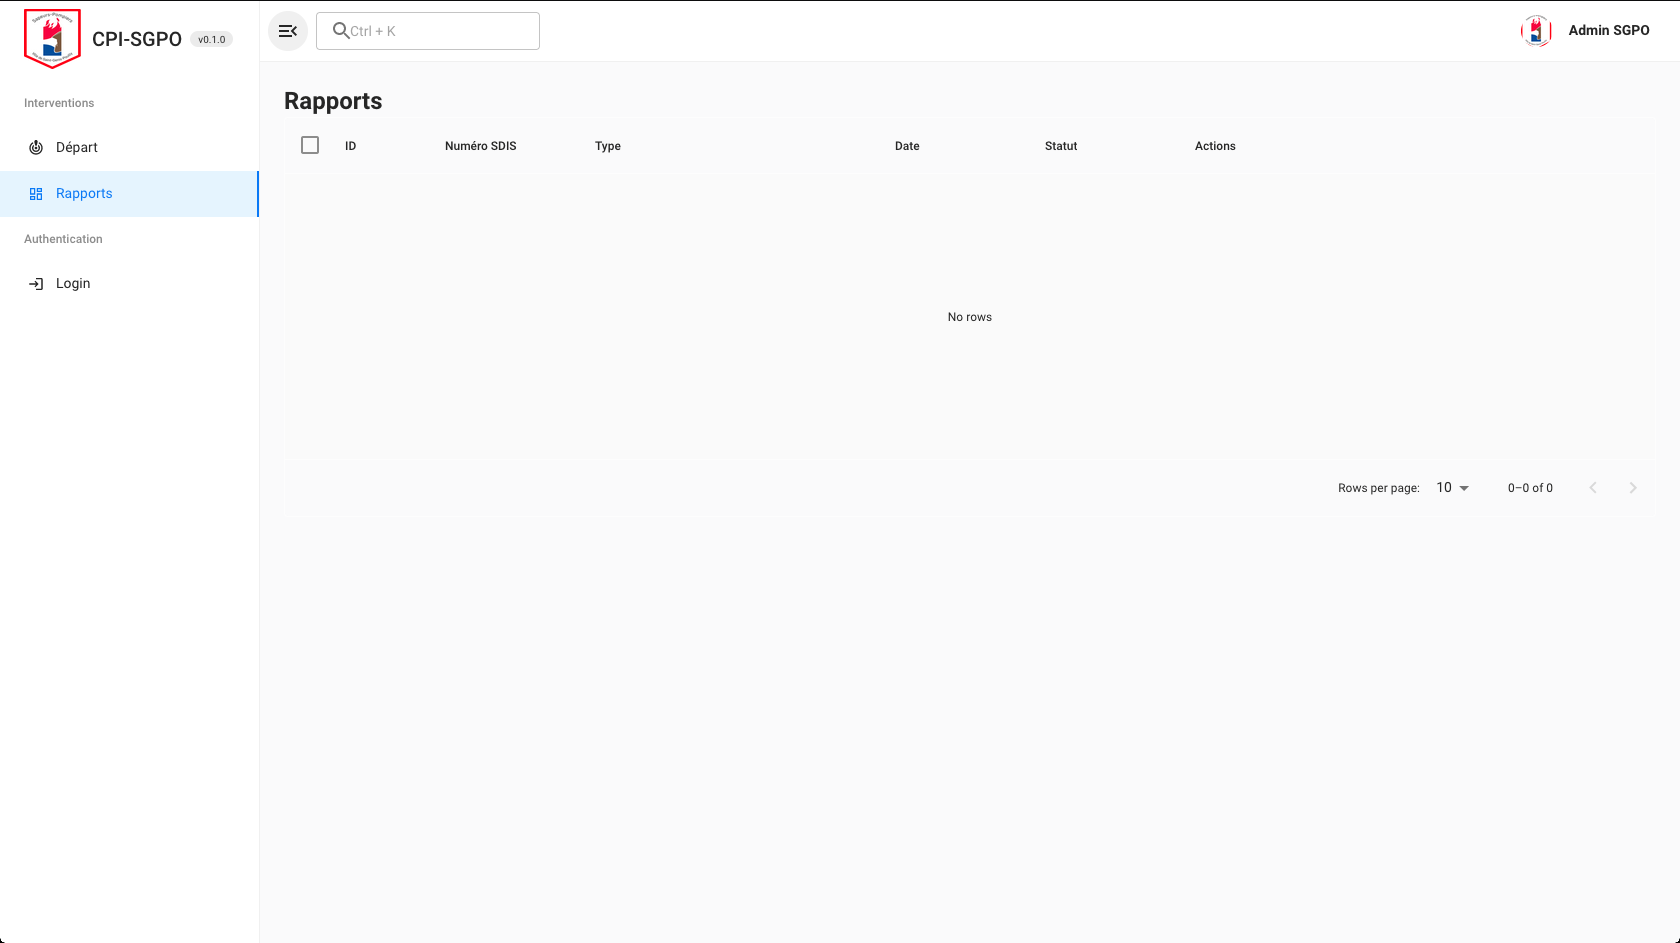 CPI-SGPO v0.1.0
Ctrl + K
Admin SGPO
Interventions
Départ
Rapports
Authentication
Login
Rapports
ID Numéro SDIS Type Date Statut Actions
No rows
Rows per page: 10 0–0 of 0